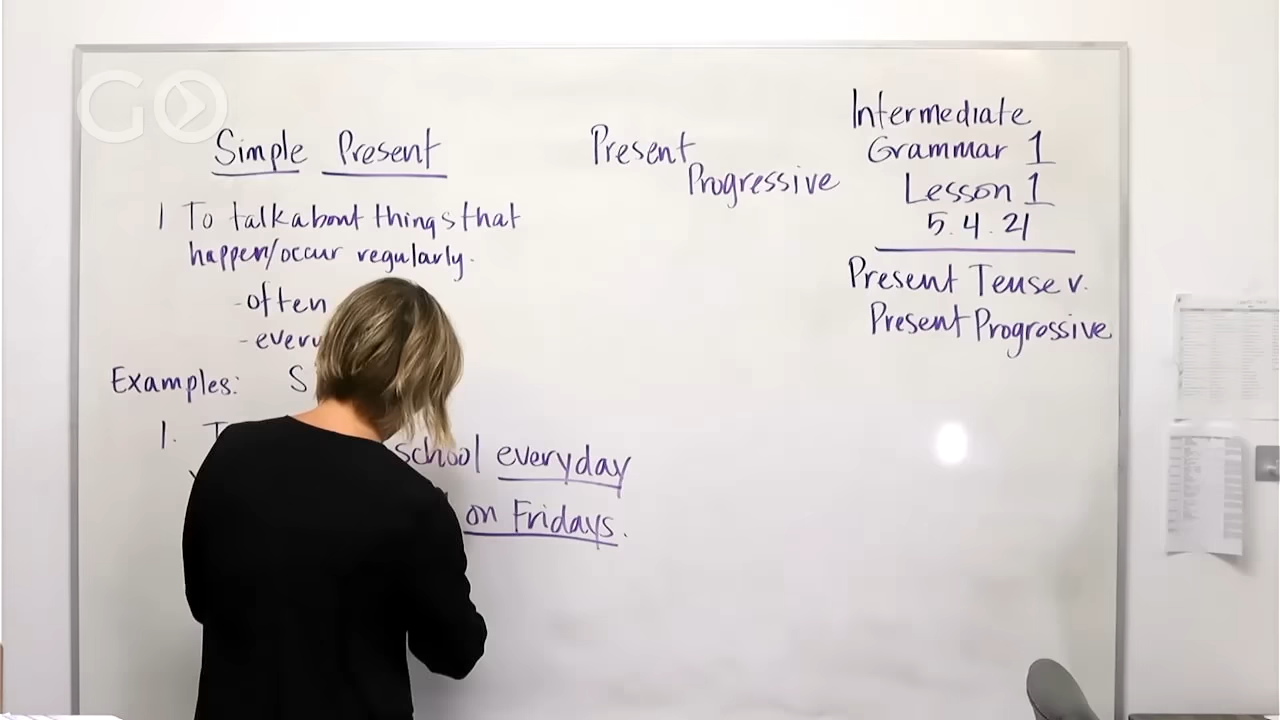 GO
Simple Present
1 To talk about things that
happen/occur regularly.
- often
Examples:
1.
school everyday
on Fridays.
Present
Progressive
Intermediate
Grammar 1
Lesson 1
5.4.21
Present Tense v.
Present Progressive